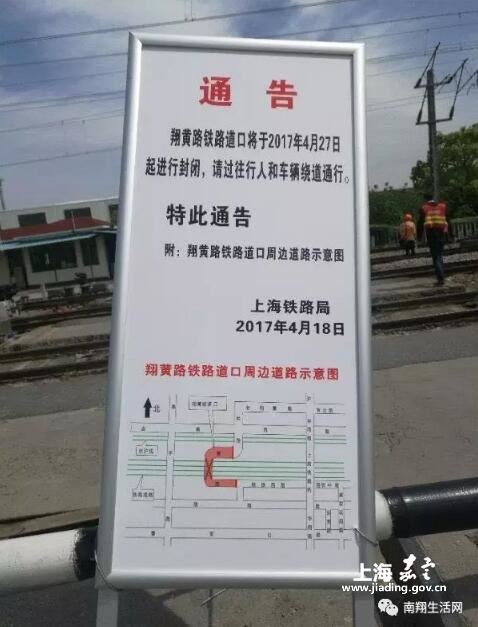 通告
翔黄路铁路道口将于2017年4月27日
起进行封闭，请过往行人和车辆绕道通行。
特此通告
附：翔黄路铁路道口周边道路示意图
上海铁路局
2017年4月18日
翔黄路铁路道口周边道路示意图
北
上海嘉定
www.jiading.gov.cn
南翔生活网